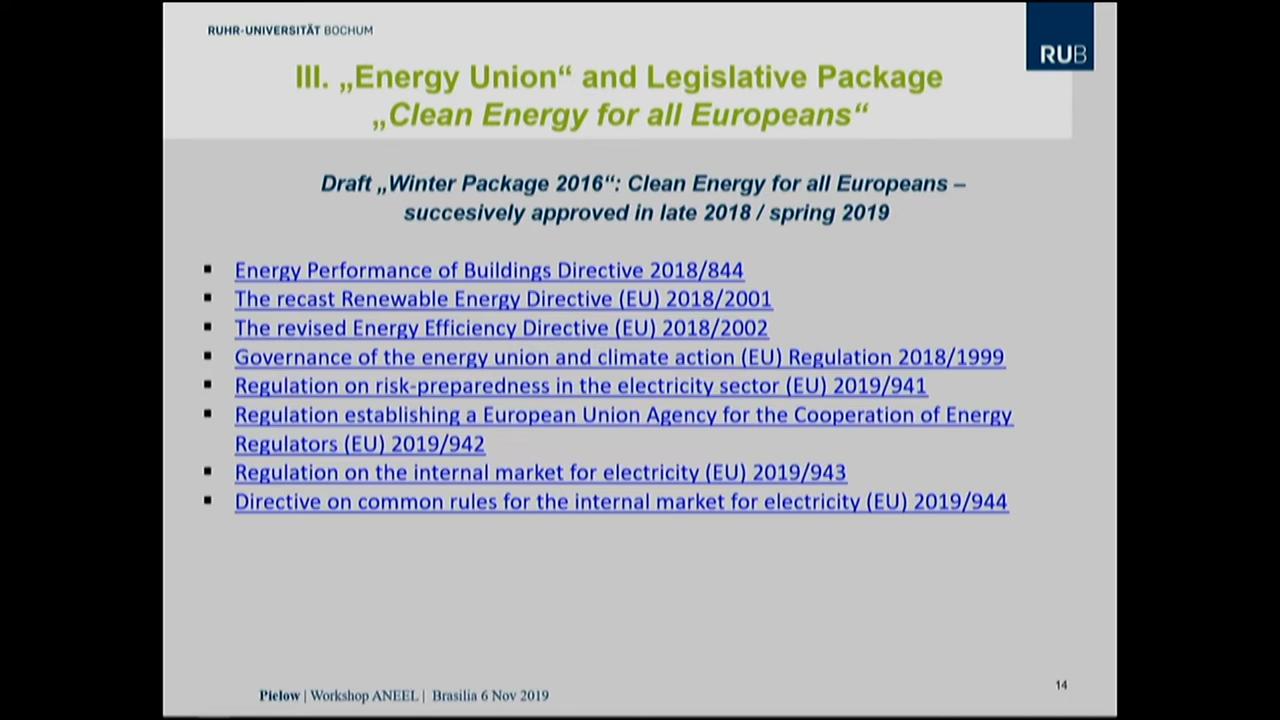 RUHR-UNIVERSITÄT BOCHUM
RUB
III. „Energy Union“ and Legislative Package
„Clean Energy for all Europeans“
Draft „Winter Package 2016“: Clean Energy for all Europeans –
succesively approved in late 2018 / spring 2019
▪ Energy Performance of Buildings Directive 2018/844
▪ The recast Renewable Energy Directive (EU) 2018/2001
▪ The revised Energy Efficiency Directive (EU) 2018/2002
▪ Governance of the energy union and climate action (EU) Regulation 2018/1999
▪ Regulation on risk-preparedness in the electricity sector (EU) 2019/941
▪ Regulation establishing a European Union Agency for the Cooperation of Energy
Regulators (EU) 2019/942
▪ Regulation on the internal market for electricity (EU) 2019/943
▪ Directive on common rules for the internal market for electricity (EU) 2019/944
Pielow | Workshop ANEEL | Brasilia 6 Nov 2019
14